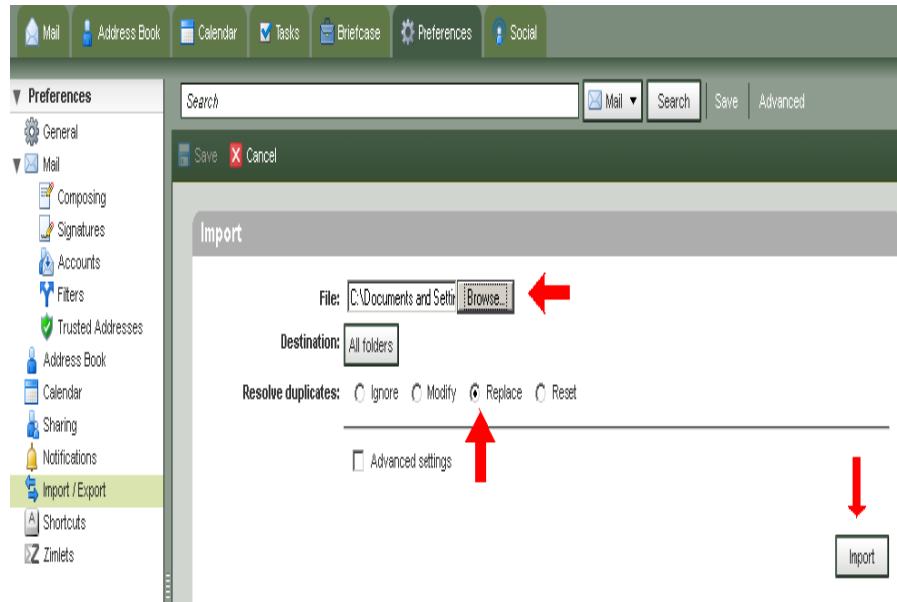 Mail Address Book Calendar Tasks Briefcase Preferences Social
Preferences
Search Mail Search Save Advanced
General
Save Cancel
Mail
Composing
Signatures
Accounts
Filters
Trusted Addresses
Address Book
Calendar
Sharing
Notifications
Import / Export
A Shortcuts
Z Zimlets
Import
File: C:\Documents and Settin Browse...
Destination: All folders
Resolve duplicates: Ignore Modify Replace Reset
Advanced settings
Import